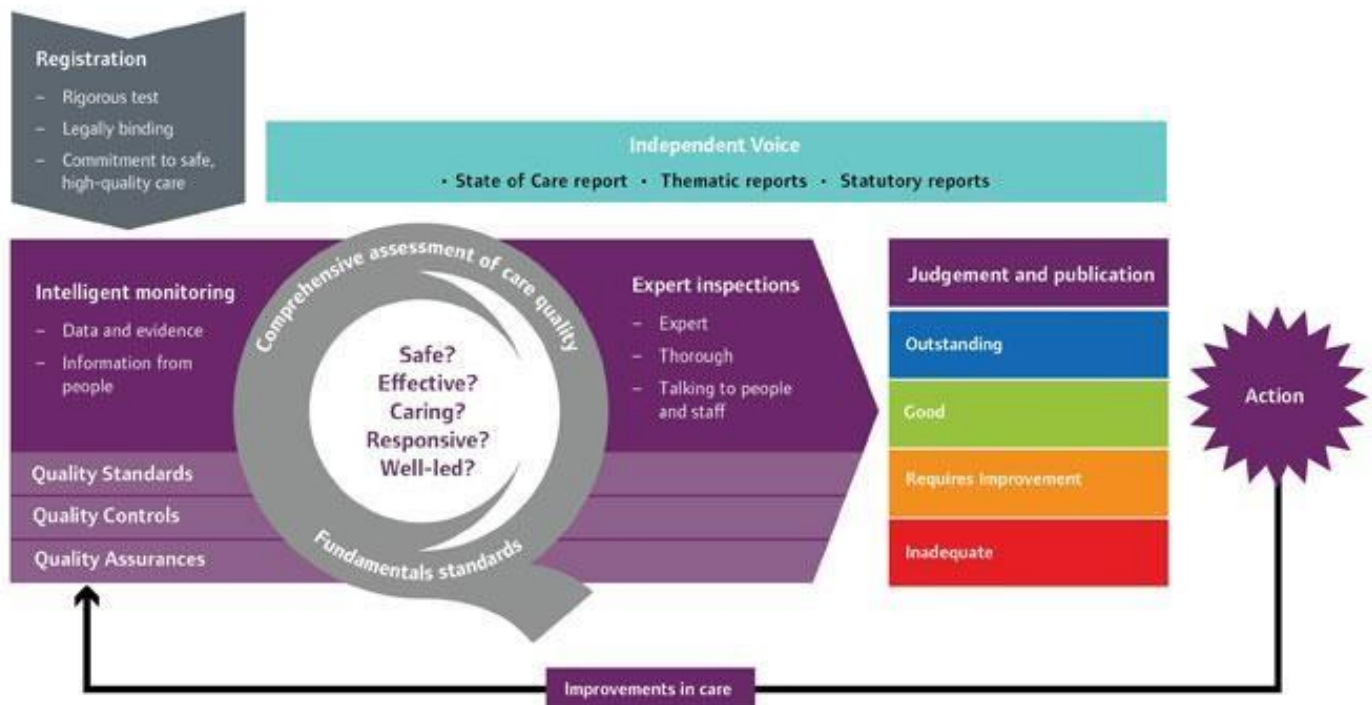 Registration
– Rigorous test
– Legally binding
– Commitment to safe,
high-quality care
Independent Voice
· State of Care report · Thematic reports · Statutory reports
Intelligent monitoring
– Data and evidence
– Information from
people
Comprehensive assessment of care quality
Safe?
Effective?
Caring?
Responsive?
Well-led?
Fundamentals standards
Expert inspections
– Expert
– Thorough
– Talking to people
and staff
Quality Standards
Quality Controls
Quality Assurances
Judgement and publication
Outstanding
Good
Requires Improvement
Inadequate
Action
Improvements in care